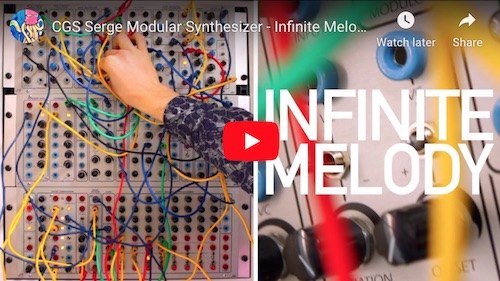 CGS Serge Modular Synthesizer - Infinite Melo...
Watch later
Share
INFINITE
MELODY